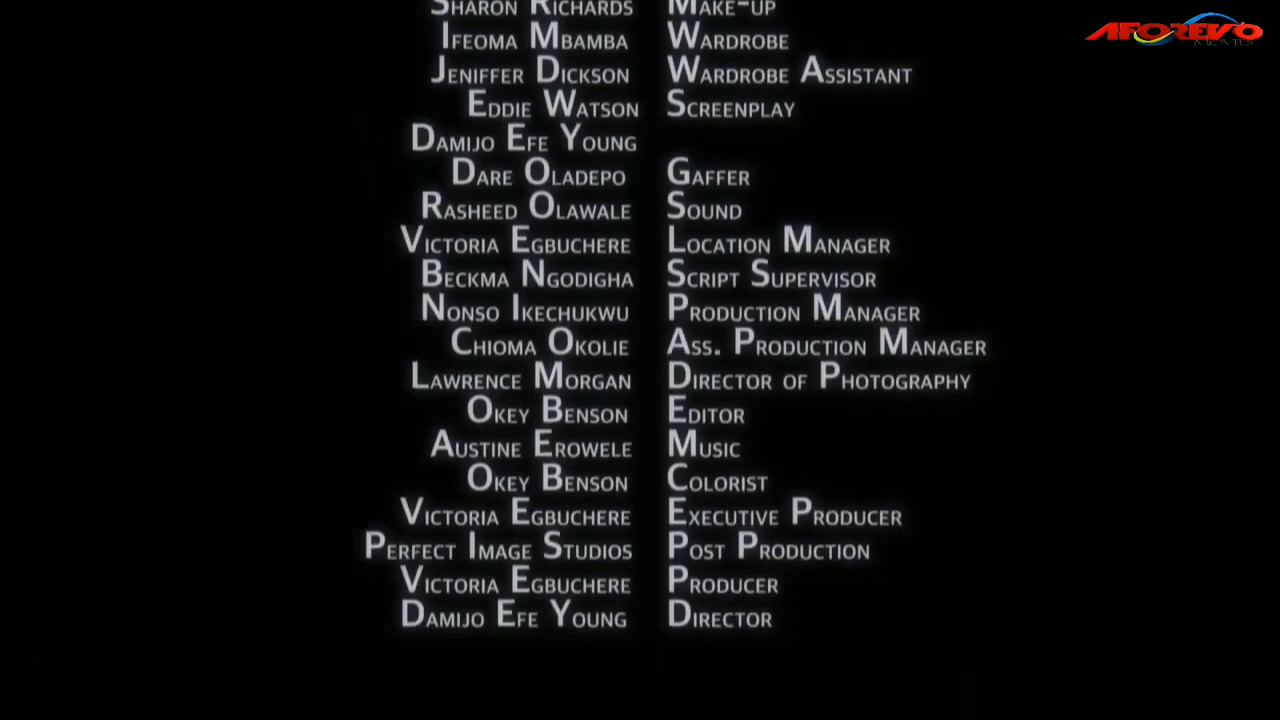 Sharon Richards Make-up
Ifeoma Mbamba Wardrobe
Jeniffer Dickson Wardrobe Assistant
Eddie Watson Screenplay
Damijo Efe Young
Dare Oladepo Gaffer
Rasheed Olawale Sound
Victoria Egbuchere Location Manager
Beckma Ngodigha Script Supervisor
Nonso Ikechukwu Production Manager
Chioma Okolie Ass. Production Manager
Lawrence Morgan Director of Photography
Okey Benson Editor
Austine Erowele Music
Okey Benson Colorist
Victoria Egbuchere Executive Producer
Perfect Image Studios Post Production
Victoria Egbuchere Producer
Damijo Efe Young Director
AFOREVO
MOVIES